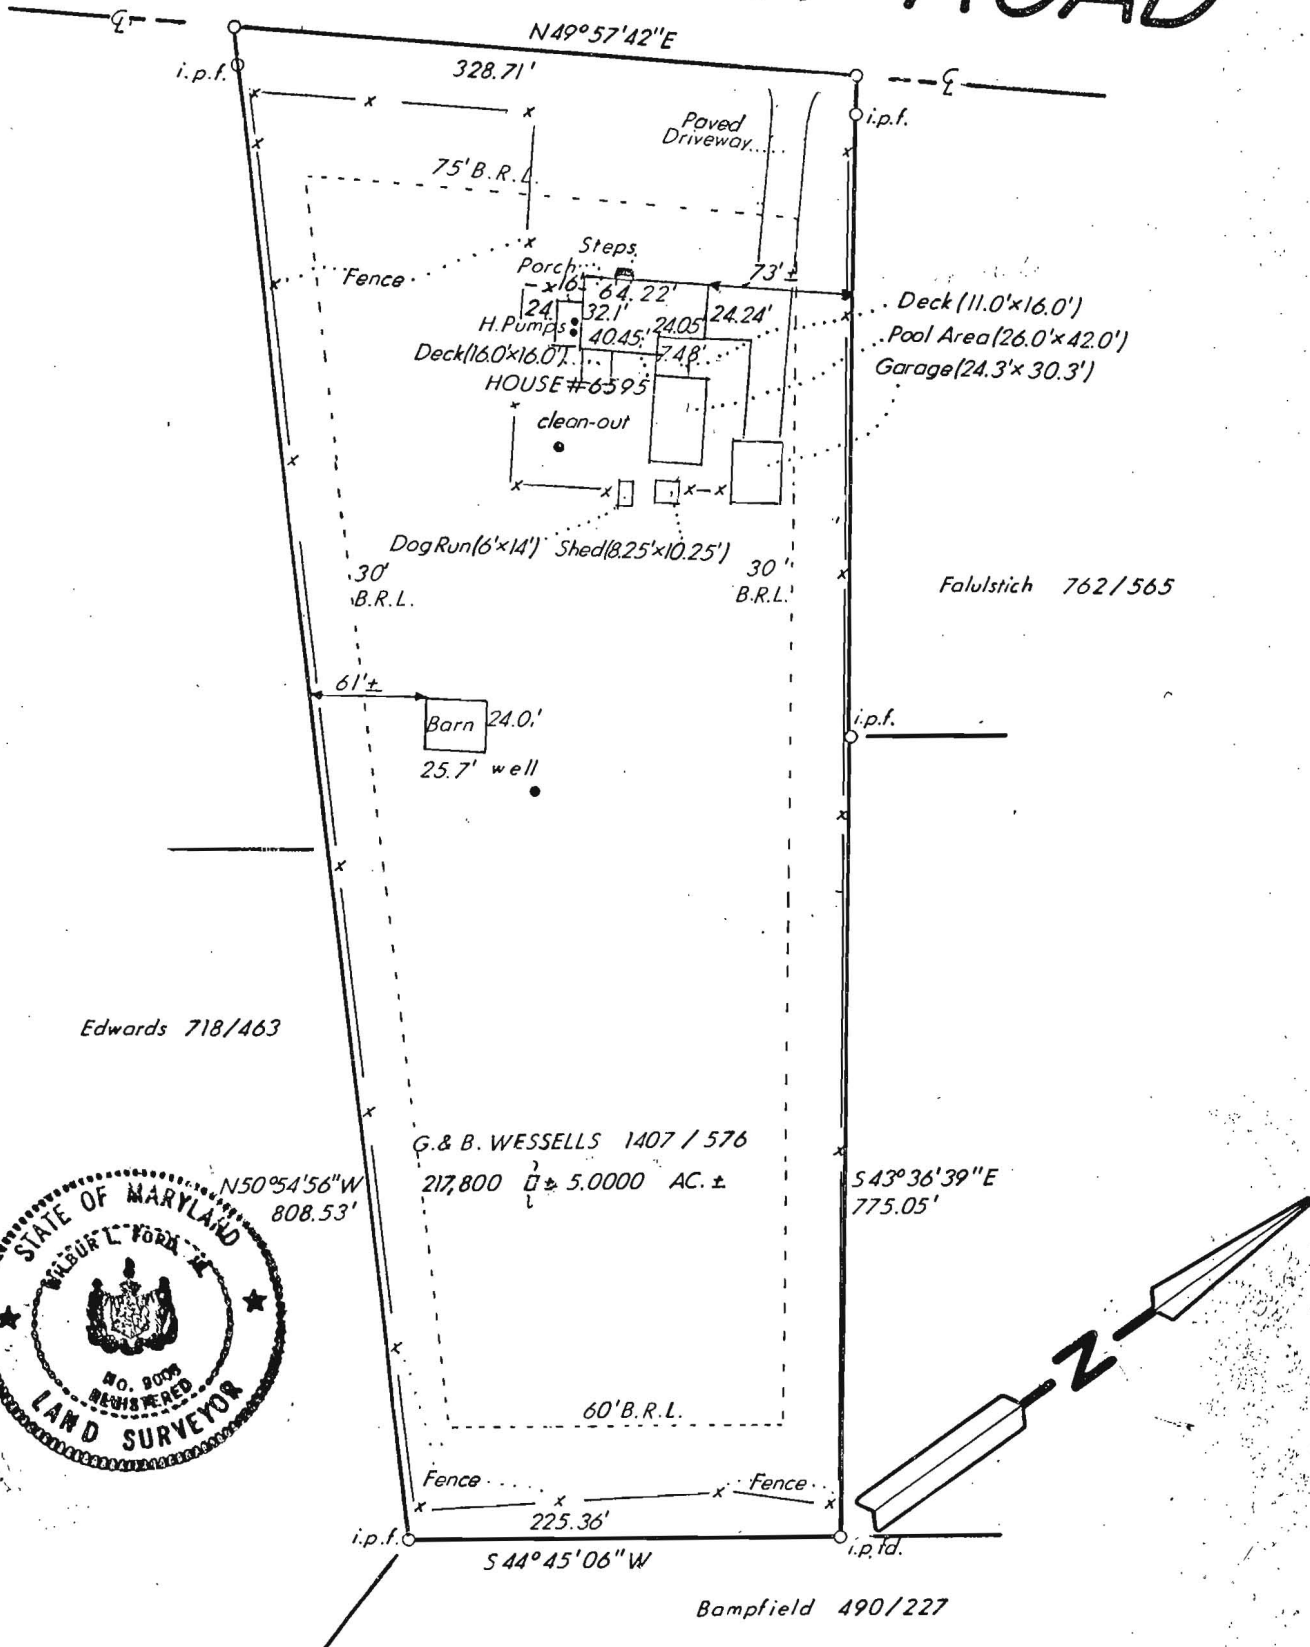 ROAD
℄
N49°57'42"E
328.71'
℄
i.p.f.
i.p.f.
Paved
Driveway
75' B.R.L.
Steps
Porch
Fence
16
64.22'
73'±
24
32.1'
24.05'
24.24'
H.Pumps
40.45'
7.48'
Deck(11.0'x16.0')
Pool Area(26.0'x42.0')
Deck(16.0'x16.0')
Garage(24.3'x30.3')
HOUSE#6595
clean-out
Dog Run(6'x14')
Shed(8.25'x10.25')
30'
B.R.L.
30'
B.R.L.
Falulstich 762/565
61'±
Barn
24.0'
i.p.f.
25.7'
well
Edwards 718/463
G.& B. WESSELLS 1407 / 576
217,800 ± 5.0000 AC. ±
N50°54'56"W
808.53'
S43°36'39"E
775.05'
STATE OF MARYLAND
WILBUR L. FORD,
REGISTERED
LAND SURVEYOR
N
60'B.R.L.
Fence
Fence
225.36'
i.p.f.
i.p.fd.
S44°45'06"W
Bampfield 490/227